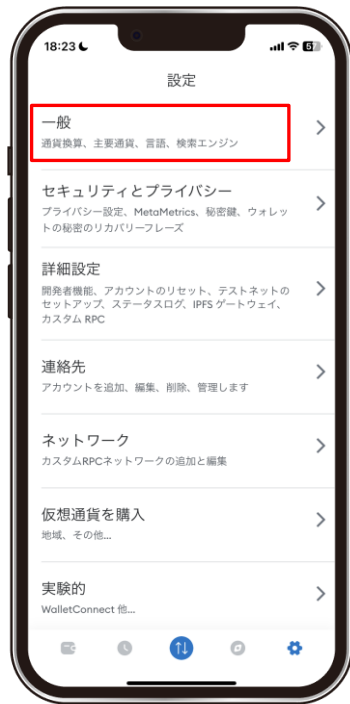 18:23 67
設定
一般
通貨換算、主要通貨、言語、検索エンジン
セキュリティとプライバシー
プライバシー設定、MetaMetrics、秘密鍵、ウォレッ
トの秘密のリカバリーフレーズ
詳細設定
開発者機能、アカウントのリセット、テストネットの
セットアップ、ステータスログ、IPFS ゲートウェイ、
カスタム RPC
連絡先
アカウントを追加、編集、削除、管理します
ネットワーク
カスタムRPCネットワークの追加と編集
仮想通貨を購入
地域、その他...
実験的
WalletConnect 他...